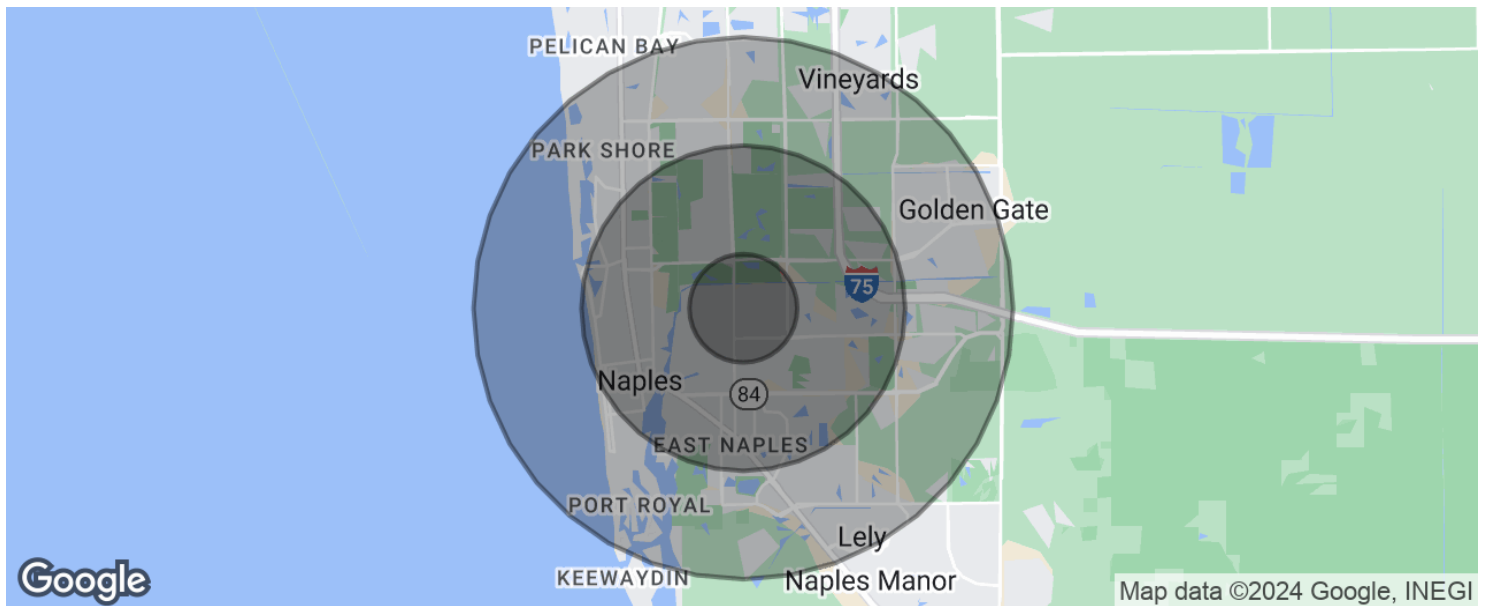 PELICAN BAY
Vineyards
PARK SHORE
Golden Gate
75
Naples
84
EAST NAPLES
PORT ROYAL
Lely
KEEWAYDIN
Naples Manor
Google
Map data ©2024 Google, INEGI